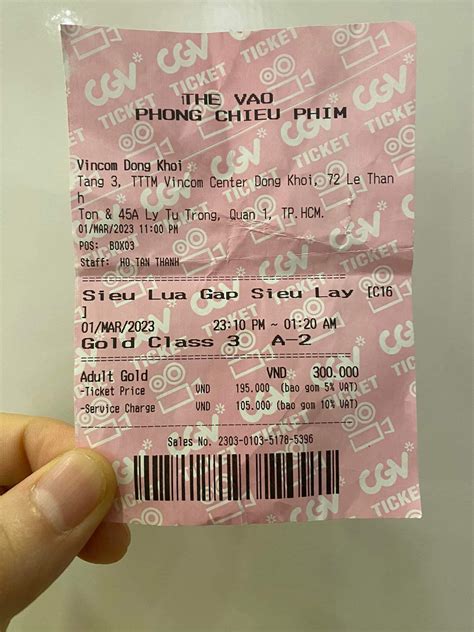 THE VAO
PHONG CHIEU PHIM
Vincom Dong Khoi
Tang 3, TTTM Vincom Center Dong Khoi, 72 Le Than
h
Ton & 45A Ly Tu Trong, Quan 1, TP.HCM.
01/MAR/2023 11:00 PM
POS: BOX03
Staff: HO TAN THANH
Sieu Lua Gap Sieu Lay [C16
]
01/MAR/2023 23:10 PM ~ 01:20 AM
Gold Class 3 A-2
Adult Gold VND 300.000
-Ticket Price VND 195.000 (bao gom 5% VAT)
-Service Charge VND 105.000 (bao gom 10% VAT)
Sales No. 2303-0103-5178-5396
CGV
TICKET